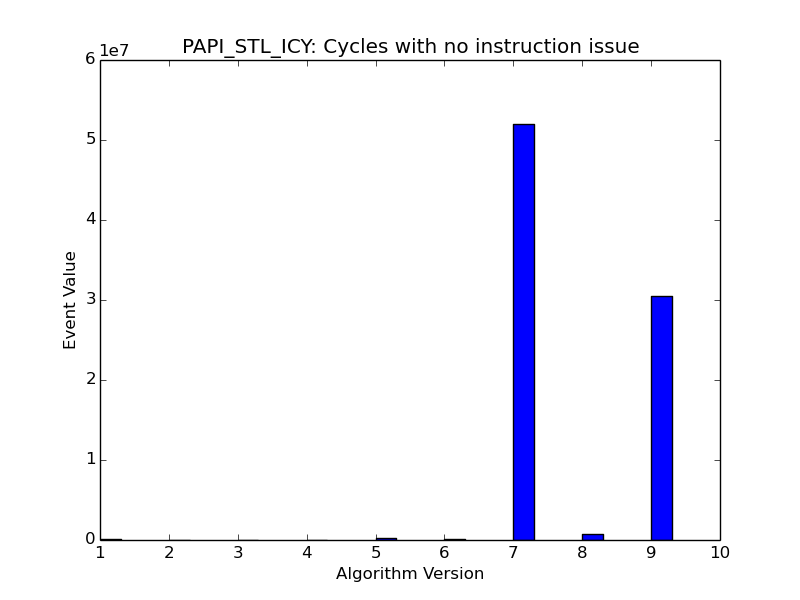 PAPI_STL_ICY: Cycles with no instruction issue
1e7
6
5
4
3
2
1
0
Event Value
1 2 3 4 5 6 7 8 9 10
Algorithm Version